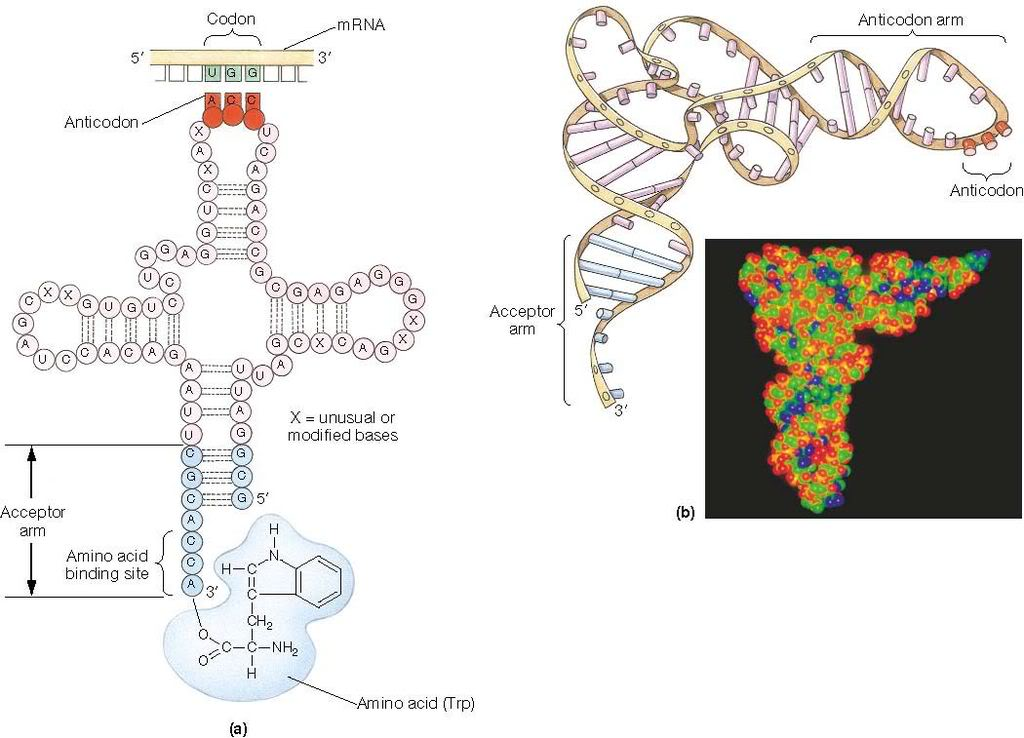 (a)
Codon
mRNA
5′ 3′
U G G
A C C
Anticodon
X U
A C
X A
C G
U A
G C
G G A G C
U C G
C X X G U G U C C
C G A G A G G G
G X
A U C C A C A G
G C X C A G X
A U U A
A U
U A
U G
C C
G C
C G 5′
A
C
C
A 3′
X = unusual or
modified bases
Acceptor
arm
Amino acid
binding site
H
N
H C
CH₂
O
C C NH₂
O
H
Amino acid (Trp)
(b)
Anticodon arm
Anticodon
Acceptor
arm
5′
3′